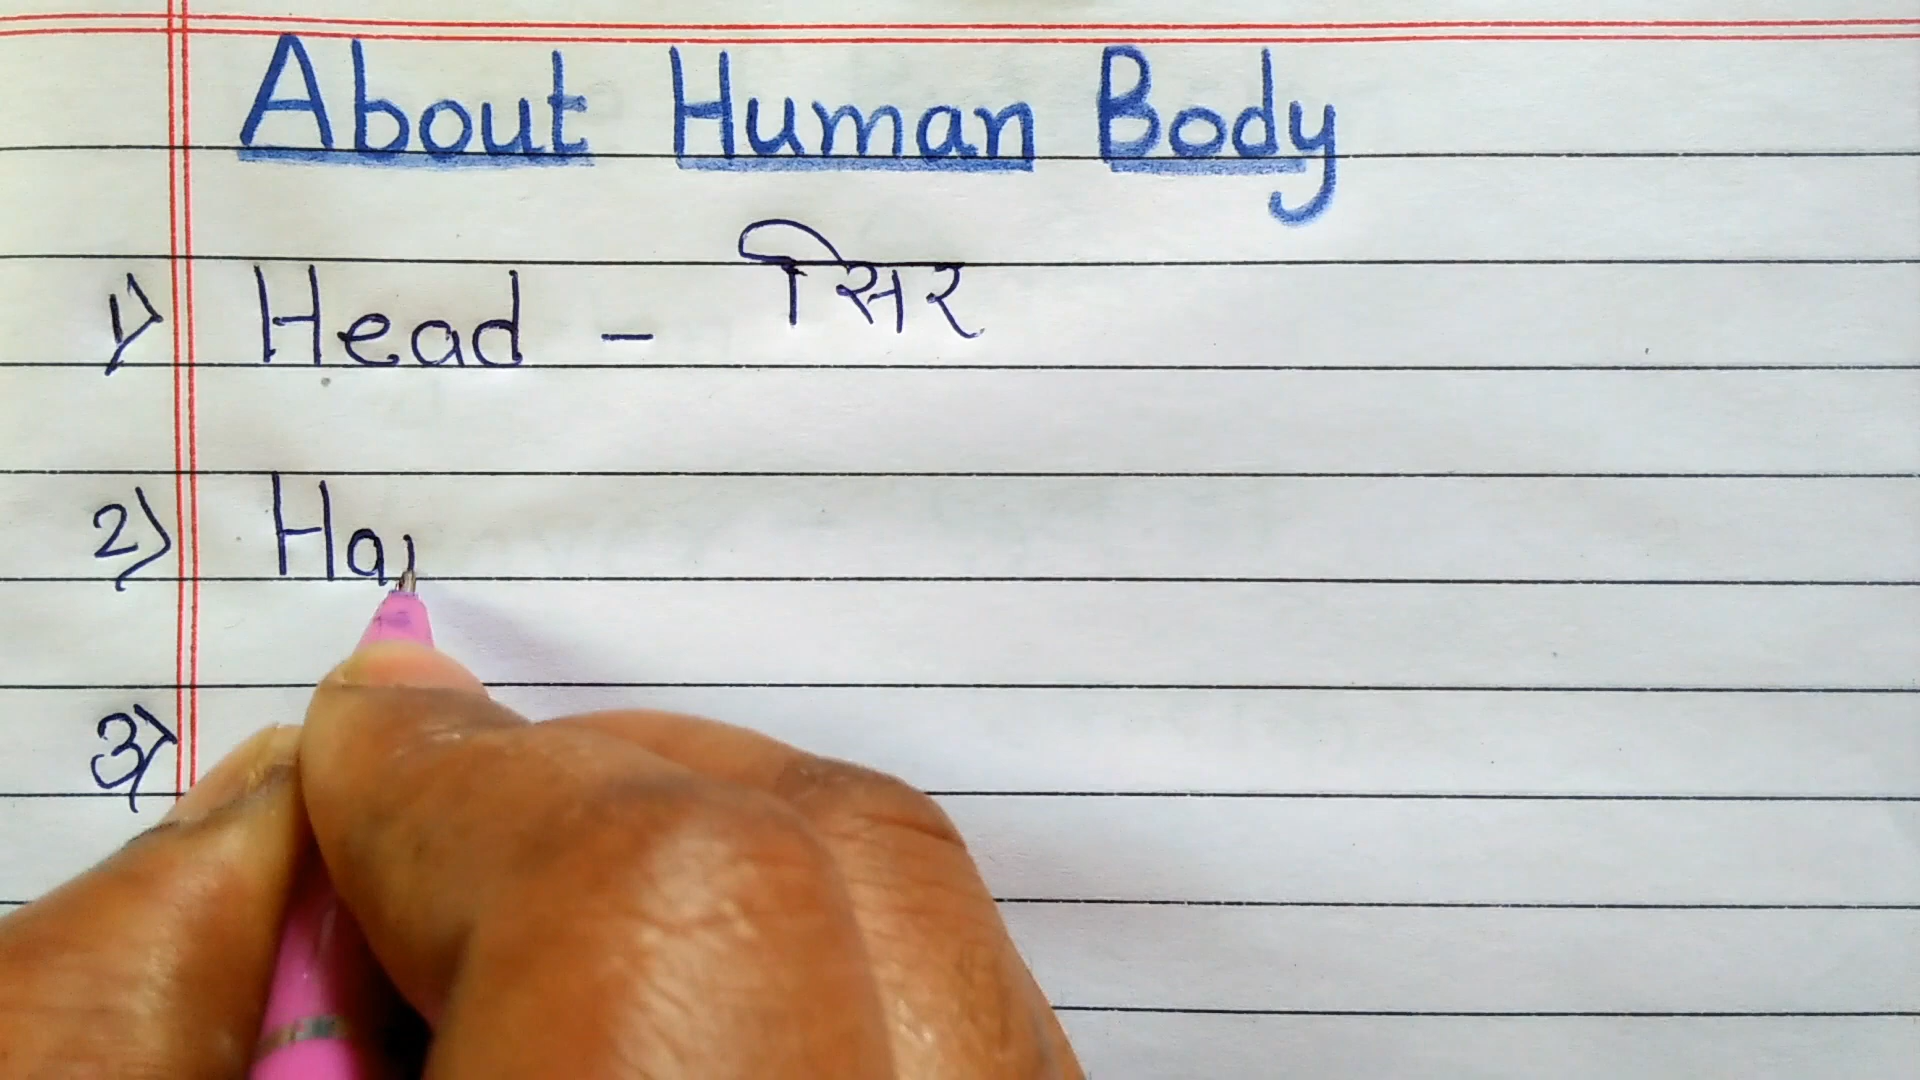 About Human Body
1) Head - सिर
2) Ha
3)